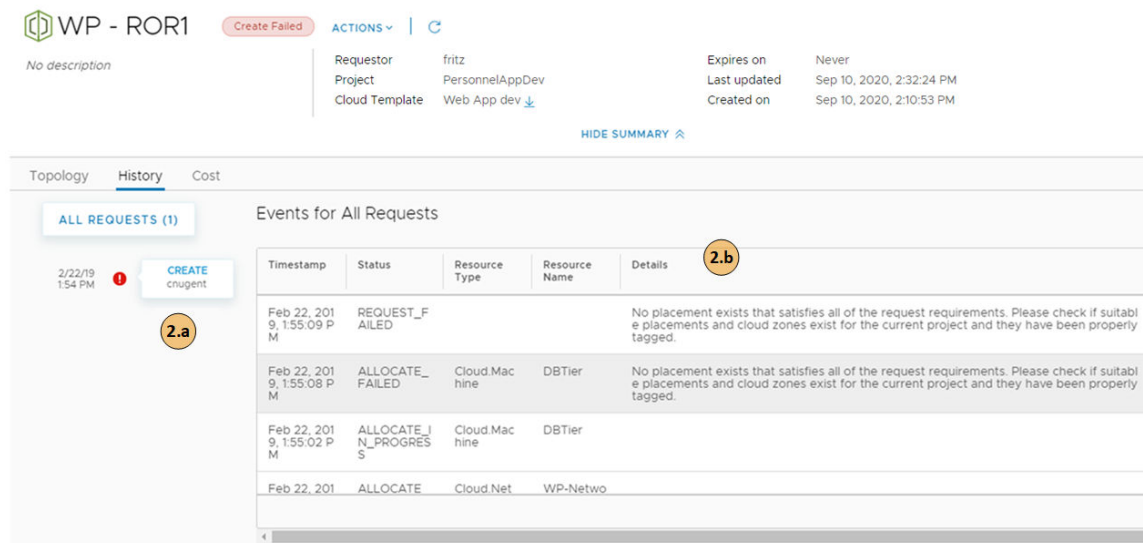 WP - ROR1 Create Failed ACTIONS
No description
Requestor fritz Expires on Never
Project PersonnelAppDev Last updated Sep 10, 2020, 2:32:24 PM
Cloud Template Web App dev Created on Sep 10, 2020, 2:10:53 PM
HIDE SUMMARY
Topology History Cost
ALL REQUESTS (1)
2/22/19
1:54 PM
CREATE
cnugent
2.a
Events for All Requests
2.b
Timestamp
Status
Resource
Type
Resource
Name
Details
Feb 22, 201
9, 1:55:09 P
M
REQUEST_F
AILED
No placement exists that satisfies all of the request requirements. Please check if suitabl
e placements and cloud zones exist for the current project and they have been properly
tagged.
Feb 22, 201
9, 1:55:08 P
M
ALLOCATE_
FAILED
Cloud.Mac
hine
DBTier
No placement exists that satisfies all of the request requirements. Please check if suitabl
e placements and cloud zones exist for the current project and they have been properly
tagged.
Feb 22, 201
9, 1:55:02 P
M
ALLOCATE_I
N_PROGRES
S
Cloud.Mac
hine
DBTier
Feb 22, 201
ALLOCATE
Cloud.Net
WP-Netwo